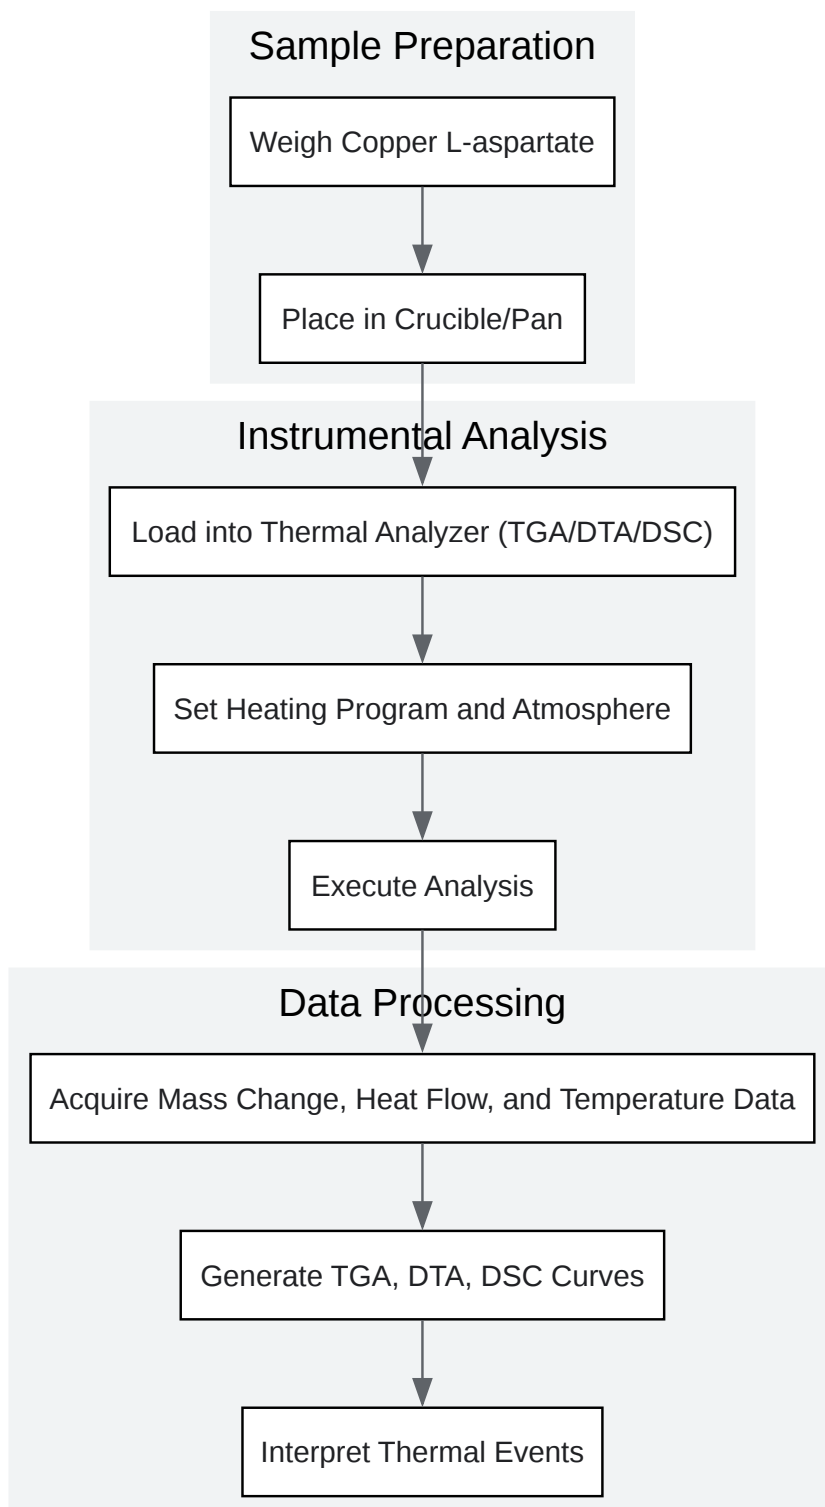 Sample Preparation
Weigh Copper L-aspartate
Place in Crucible/Pan
Instrumental Analysis
Load into Thermal Analyzer (TGA/DTA/DSC)
Set Heating Program and Atmosphere
Execute Analysis
Data Processing
Acquire Mass Change, Heat Flow, and Temperature Data
Generate TGA, DTA, DSC Curves
Interpret Thermal Events